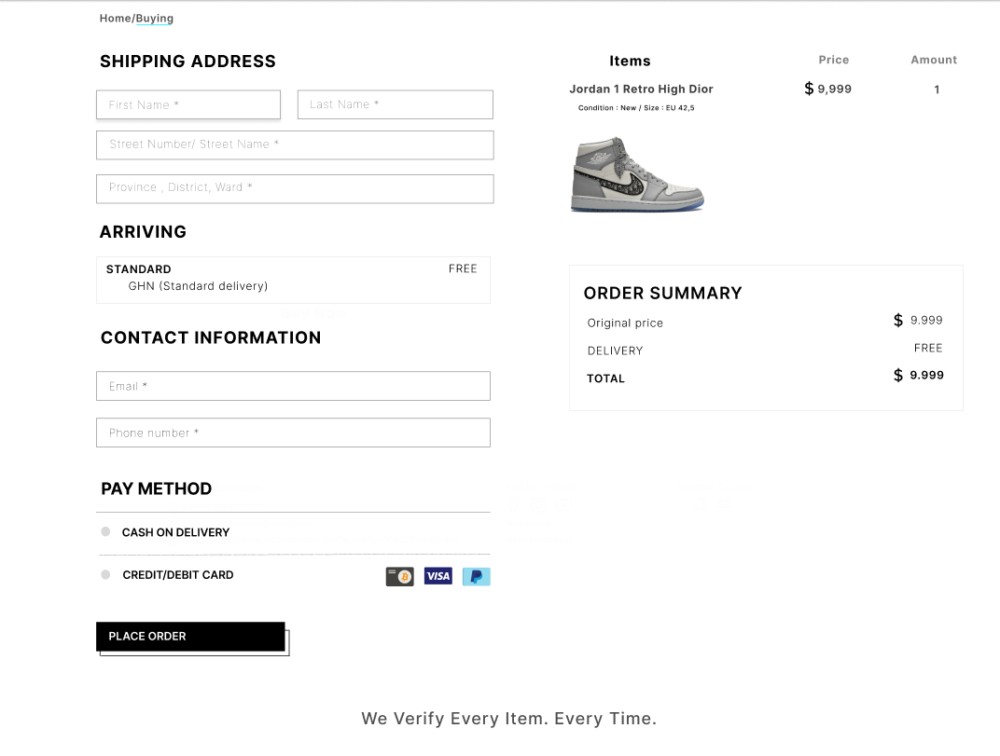 Home/Buying
SHIPPING ADDRESS
First Name *
Last Name *
Street Number/ Street Name *
Province , District, Ward *
ARRIVING
STANDARD FREE
GHN (Standard delivery)
CONTACT INFORMATION
Email *
Phone number *
PAY METHOD
CASH ON DELIVERY
CREDIT/DEBIT CARD
VISA
PLACE ORDER
Items Price Amount
Jordan 1 Retro High Dior $ 9,999 1
Condition : New / Size : EU 42,5
ORDER SUMMARY
Original price $ 9.999
DELIVERY FREE
TOTAL $ 9.999
We Verify Every Item. Every Time.